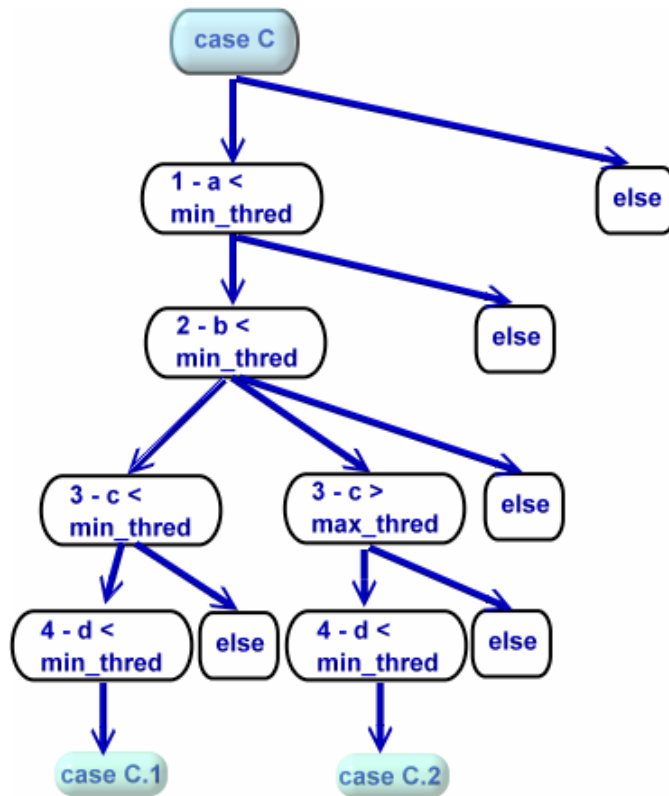 case C
1 - a <
min_thred
else
2 - b <
min_thred
else
3 - c <
min_thred
3 - c >
max_thred
else
4 - d <
min_thred
else
4 - d <
min_thred
else
case C.1
case C.2